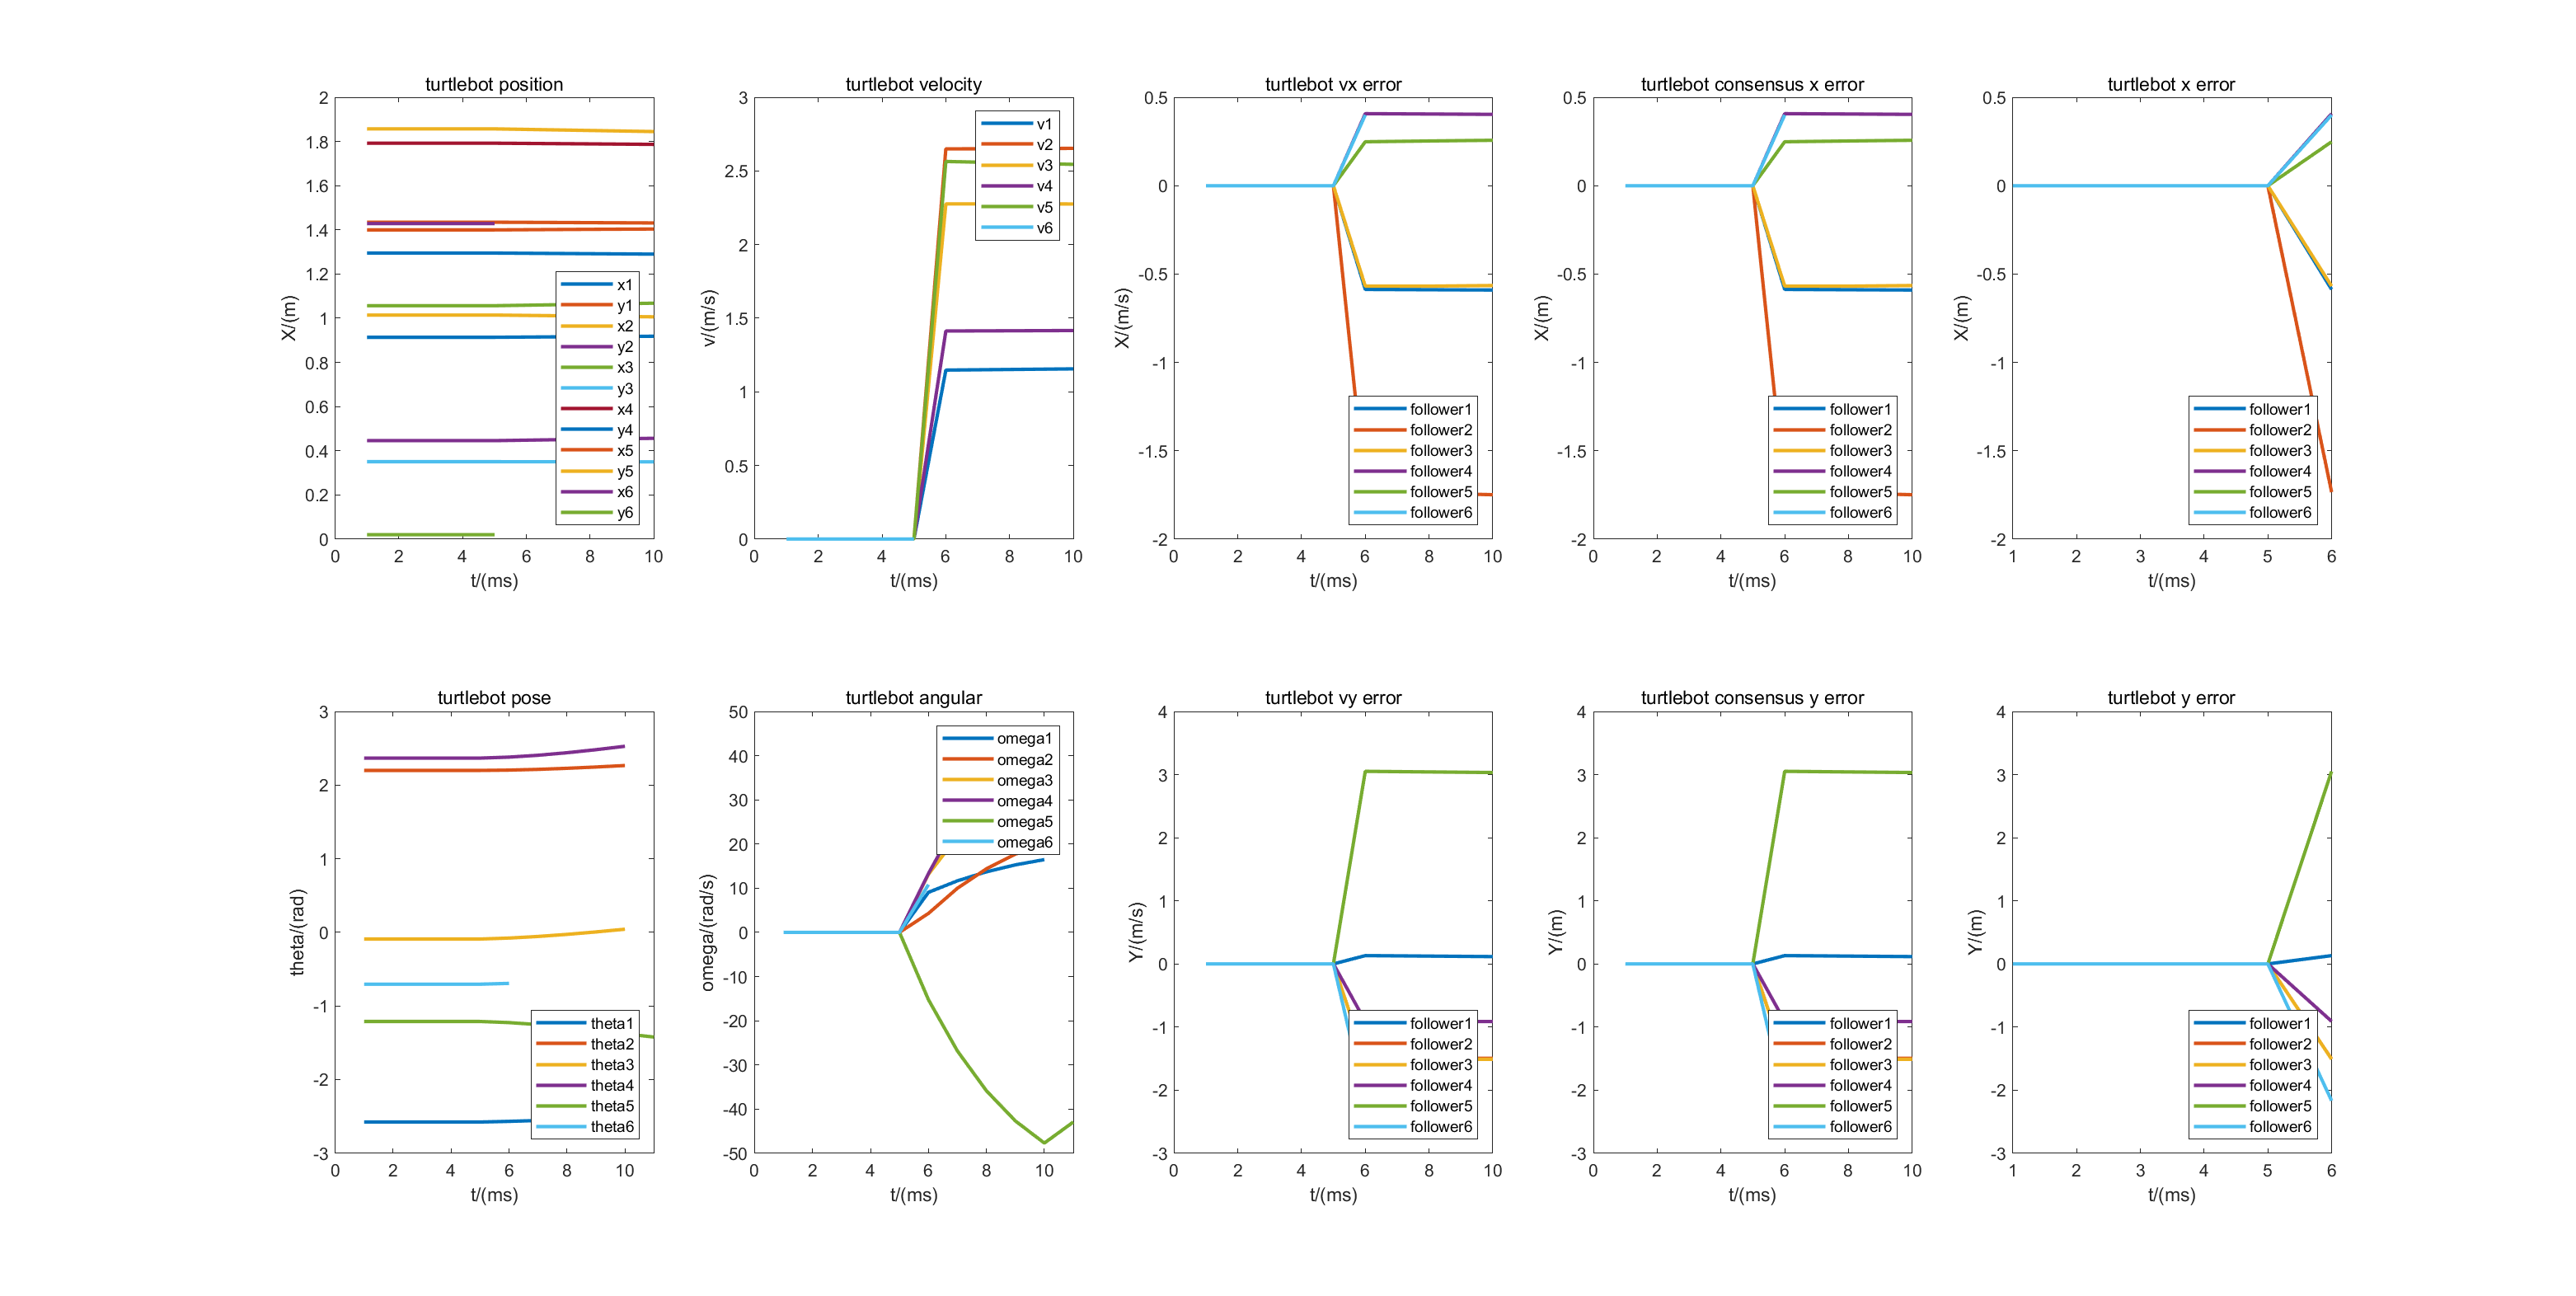 turtlebot position
2
1.8
1.6
1.4
1.2
1
0.8
0.6
0.4
0.2
0
X/(m)
x1
y1
x2
y2
x3
y3
x4
y4
x5
y5
x6
y6
0 2 4 6 8 10
t/(ms)
turtlebot velocity
3
2.5
2
1.5
1
0.5
0
v/(m/s)
v1
v2
v3
v4
v5
v6
0 2 4 6 8 10
t/(ms)
turtlebot vx error
0.5
0
-0.5
-1
-1.5
-2
X/(m/s)
follower1
follower2
follower3
follower4
follower5
follower6
0 2 4 6 8 10
t/(ms)
turtlebot consensus x error
0.5
0
-0.5
-1
-1.5
-2
X/(m)
follower1
follower2
follower3
follower4
follower5
follower6
0 2 4 6 8 10
t/(ms)
turtlebot x error
0.5
0
-0.5
-1
-1.5
-2
X/(m)
follower1
follower2
follower3
follower4
follower5
follower6
1 2 3 4 5 6
t/(ms)
turtlebot pose
3
2
1
0
-1
-2
-3
theta/(rad)
theta1
theta2
theta3
theta4
theta5
theta6
0 2 4 6 8 10
t/(ms)
turtlebot angular
50
40
30
20
10
0
-10
-20
-30
-40
-50
omega/(rad/s)
omega1
omega2
omega3
omega4
omega5
omega6
0 2 4 6 8 10
t/(ms)
turtlebot vy error
4
3
2
1
0
-1
-2
-3
Y/(m/s)
follower1
follower2
follower3
follower4
follower5
follower6
0 2 4 6 8 10
t/(ms)
turtlebot consensus y error
4
3
2
1
0
-1
-2
-3
Y/(m)
follower1
follower2
follower3
follower4
follower5
follower6
0 2 4 6 8 10
t/(ms)
turtlebot y error
4
3
2
1
0
-1
-2
-3
Y/(m)
follower1
follower2
follower3
follower4
follower5
follower6
1 2 3 4 5 6
t/(ms)